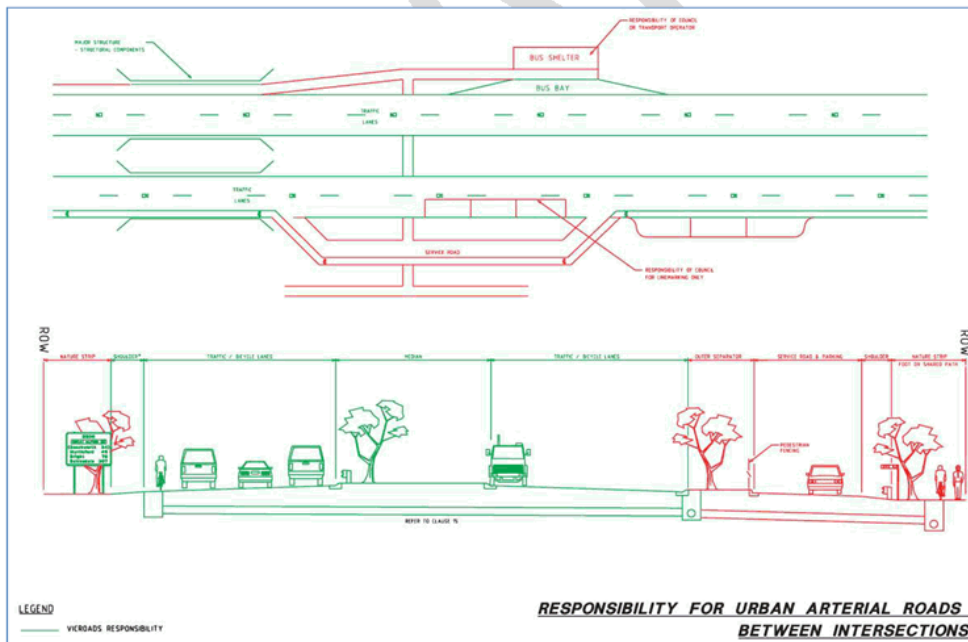 RESPONSIBILITY OF COUNCIL
OR TRANSPORT OPERATOR
MAJOR STRUCTURE
- STRUCTURAL COMPONENTS
BUS SHELTER
BUS BAY
TRAFFIC
LANES
TRAFFIC
LANES
SERVICE ROAD
RESPONSIBILITY OF COUNCIL
FOR LINEMARKING ONLY
ROW
ROW
NATURE STRIP
SHOULDER*
TRAFFIC / BICYCLE LANES
MEDIAN
TRAFFIC / BICYCLE LANES
OUTER SEPARATOR
SERVICE ROAD & PARKING
SHOULDER
NATURE STRIP
FOOT OR SHARED PATH
PEDESTRIAN
FENCING
REFER TO CLAUSE
LEGEND
VICROADS RESPONSIBILITY
RESPONSIBILITY FOR URBAN ARTERIAL ROADS
BETWEEN INTERSECTIONS